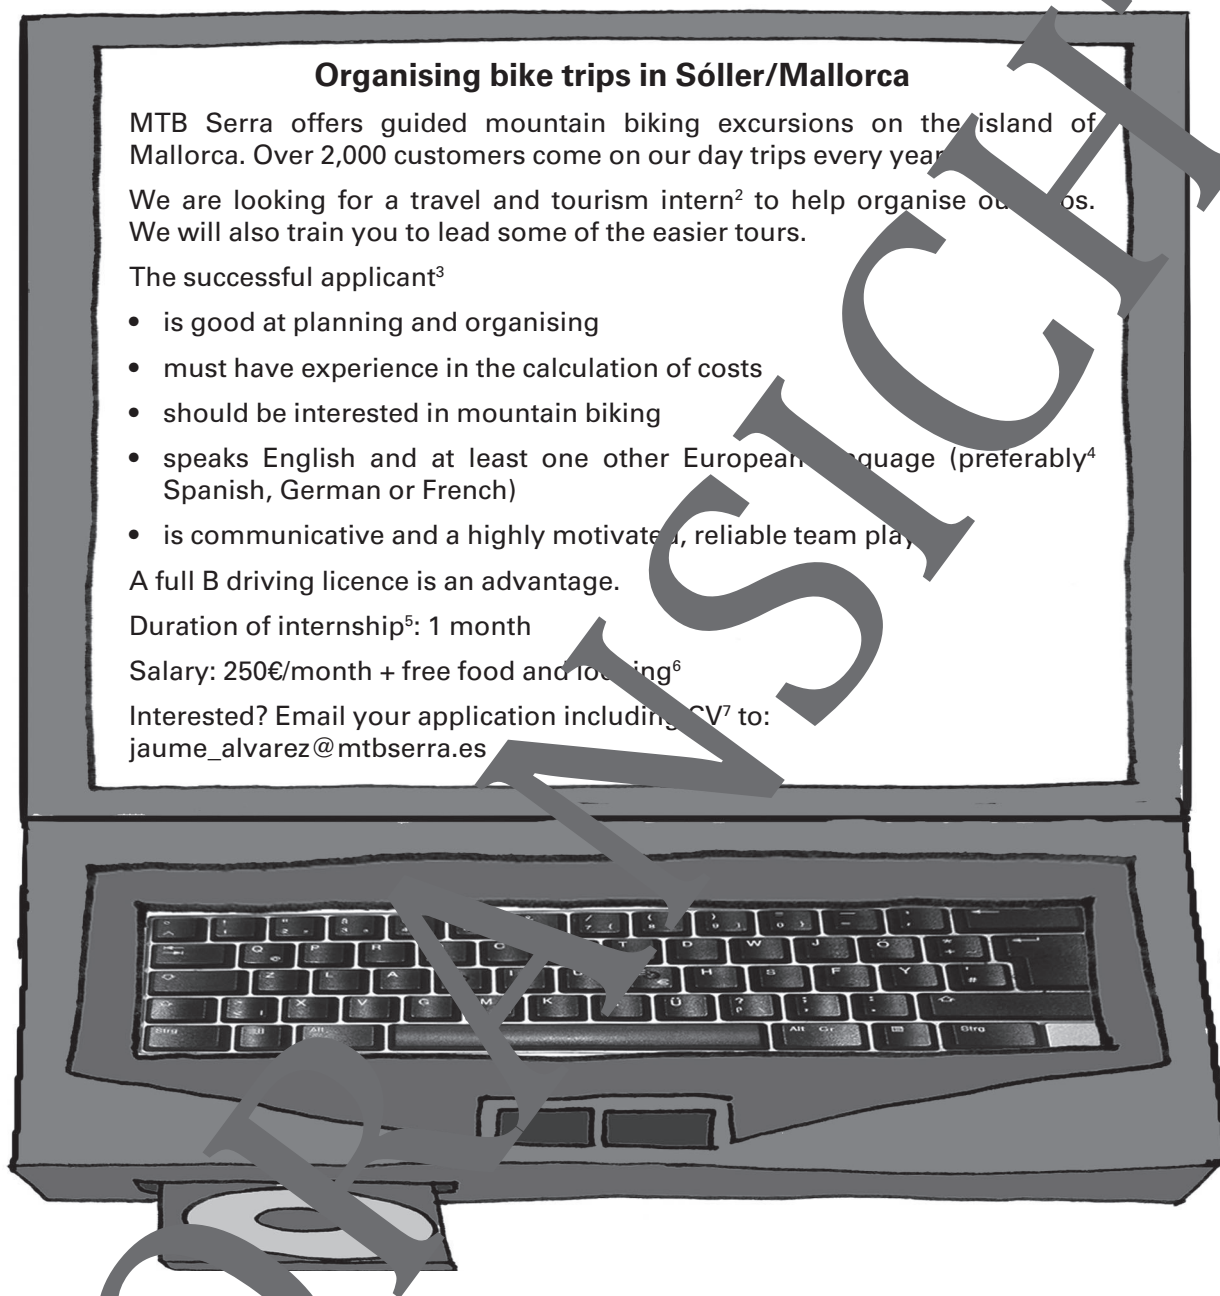 Organising bike trips in Sóller/Mallorca
MTB Serra offers guided mountain biking excursions on the island of
Mallorca. Over 2,000 customers come on our day trips every year
We are looking for a travel and tourism intern² to help organise
We will also train you to lead some of the easier tours.
The successful applicant³
• is good at planning and organising
• must have experience in the calculation of costs
• should be interested in mountain biking
• speaks English and at least one other European (preferably⁴
Spanish, German or French)
• is communicative and a highly motivated, reliable team
A full B driving licence is an advantage.
Duration of internship⁵: 1 month
Salary: 250€/month + free food and
Interested? Email your application including CV⁷ to:
jaume_alvarez@mtbserra.es
Strg Alt Alt Gr Strg